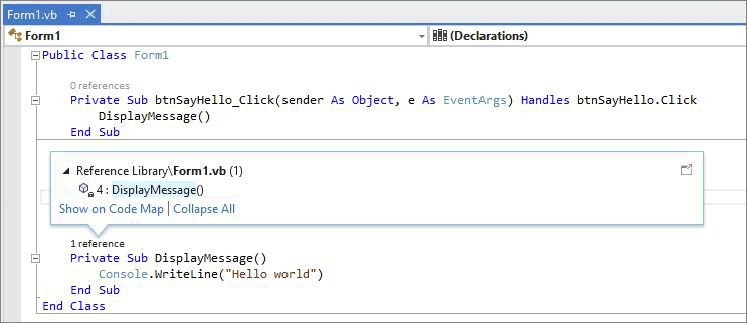 Form1.vb
Form1 (Declarations)
Public Class Form1
0 references
Private Sub btnSayHello_Click(sender As Object, e As EventArgs) Handles btnSayHello.Click
DisplayMessage()
End Sub
Reference Library\Form1.vb (1)
4 : DisplayMessage()
Show on Code Map | Collapse All
1 reference
Private Sub DisplayMessage()
Console.WriteLine("Hello world")
End Sub
End Class